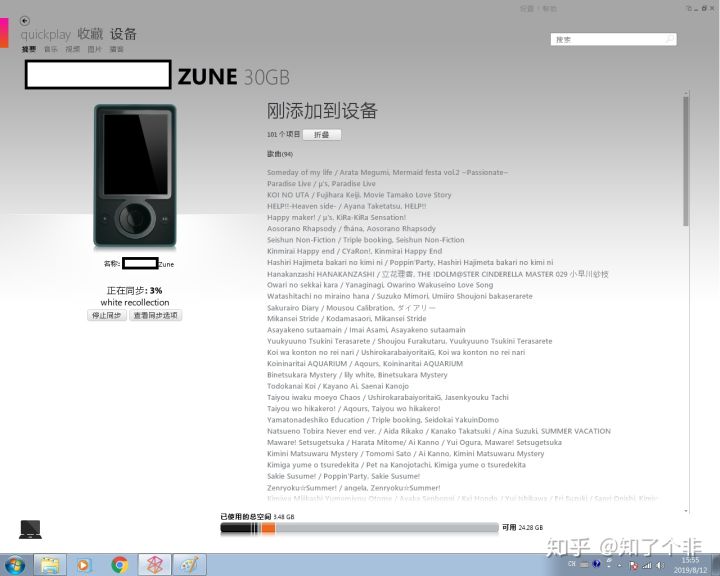 设置 | 帮助
quickplay 收藏 设备
摘要 音乐 视频 图片 播客
搜索
ZUNE 30GB
刚添加到设备
101 个项目 折叠
歌曲(94)
Someday of my life / Arata Megumi, Mermaid festa vol.2 ~Passionate~
Paradise Live / μ's, Paradise Live
KOI NO UTA / Fujihara Keiji, Movie Tamako Love Story
HELP!!-Heaven side- / Ayana Taketatsu, HELP!!
Happy maker! / μ's, KiRa-KiRa Sensation!
Aosorano Rhapsody / fhána, Aosorano Rhapsody
Seishun Non-Fiction / Triple booking, Seishun Non-Fiction
Kinmirai Happy end / CYaRon!, Kinmirai Happy End
Hashiri Hajimeta bakari no kimi ni / Poppin'Party, Hashiri Hajimeta bakari no kimi ni
Hanakanzashi HANAKANZASHI / 立花理香, THE IDOLM@STER CINDERELLA MASTER 029 小早川紗枝
Owari no sekkai kara / Yanaginagi, Owarino Wakuseino Love Song
Watashitachi no miraino hana / Suzuko Mimori, Umiiro Shoujoni bakaserarete
Sakurairo Diary / Mousou Calibration, ダイアリー
Mikansei Stride / Kodamasaori, Mikansei Stride
Asayakeno sutaamain / Imai Asami, Asayakeno sutaamain
Yuukyuuno Tsukini Terasarete / Shoujou Furakutaru, Yuukyuuno Tsukini Terasarete
Koi wa konton no rei nari / UshirokarabaiyoritaiG, Koi wa konton no rei nari
Koininaritai AQUARIUM / Aqours, Koininaritai AQUARIUM
Binetsukara Mystery / lily white, Binetsukara Mystery
Todokanai Koi / Kayano Ai, Saenai Kanojo
Taiyou iwaku moeyo Chaos / UshirokarabaiyoritaiG, Jasenkyouku Tachi
Taiyou wo hikakero! / Aqours, Taiyou wo hikakero!
Yamatonadeshiko Education / Triple booking, Seidokai YakuinDomo
Natsueno Tobira Never end ver. / Aida Rikako / Kanako Takatsuki / Aina Suzuki, SUMMER VACATION
Maware! Setsugetsuka / Harata Mitome/ Ai Kanno / Yui Ogura, Maware! Setsugetsuka
Kimini Matsuwaru Mystery / Tomomi Sato / Ai Kanno, Kimini Matsuwaru Mystery
Kimiga yume o tsuredekita / Pet na Kanojotachi, Kimiga yume o tsuredekita
Sakie Susume! / Poppin'Party, Sakie Susume!
Zenryoku☆Summer! / angela, Zenryoku☆Summer!
名称: Zune
正在同步: 3%
white recollection
停止同步 查看同步选项
已使用的总空间 3.48 GB
可用 24.28 GB
知乎 @知了个非
CH
15:55
2019/8/12